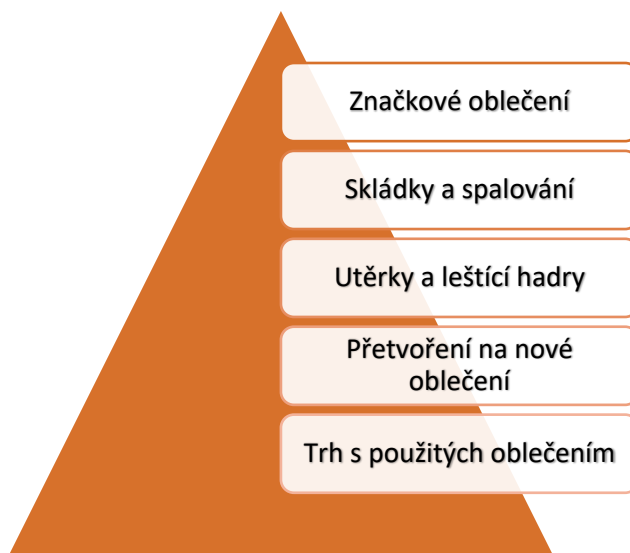 Značkové oblečení
Skládky a spalování
Utěrky a leštící hadry
Přetvoření na nové
oblečení
Trh s použitých oblečením